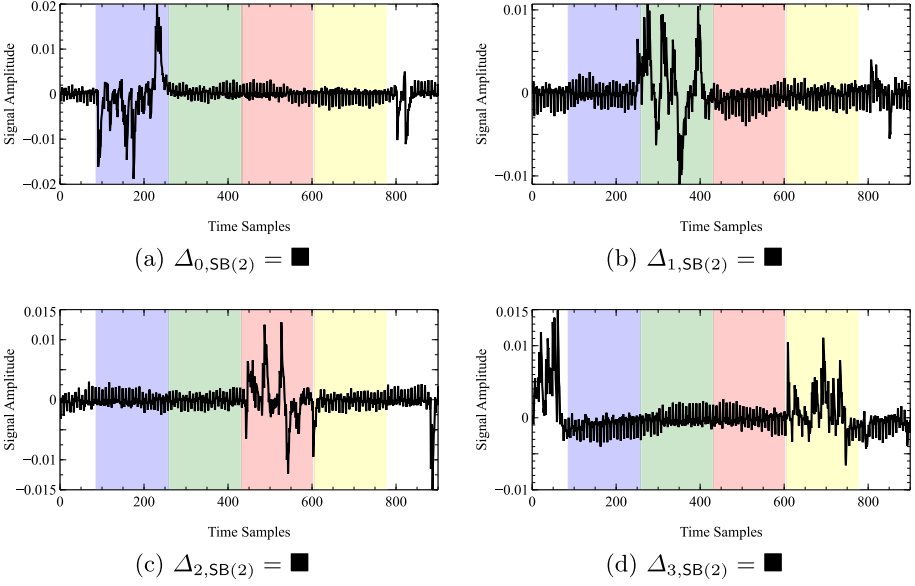 0.02
0.01
0
−0.01
−0.02
Signal Amplitude
0 200 400 600 800
Time Samples
(a) Δ0,SB(2) = ■
0.01
0
−0.01
Signal Amplitude
0 200 400 600 800
Time Samples
(b) Δ1,SB(2) = ■
0.015
0.01
0
−0.01
−0.015
Signal Amplitude
0 200 400 600 800
Time Samples
(c) Δ2,SB(2) = ■
0.015
0.01
0
−0.01
Signal Amplitude
0 200 400 600 800
Time Samples
(d) Δ3,SB(2) = ■